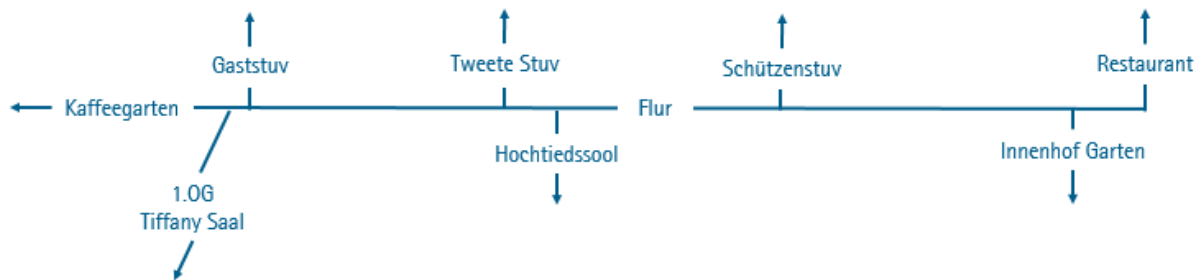 Gaststuv
Tweete Stuv
Schützenstuv
Restaurant
Kaffeegarten
Flur
Hochtiedssool
Innenhof Garten
1.OG
Tiffany Saal